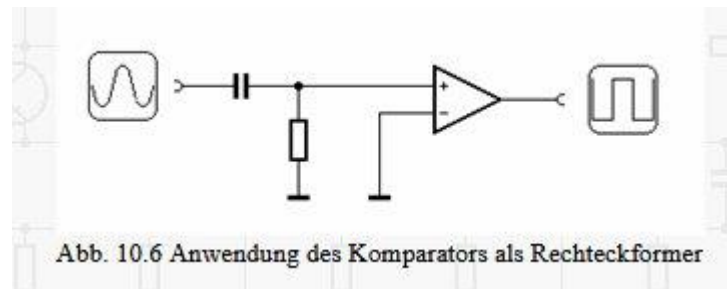 +
-
Abb. 10.6 Anwendung des Komparators als Rechteckformer